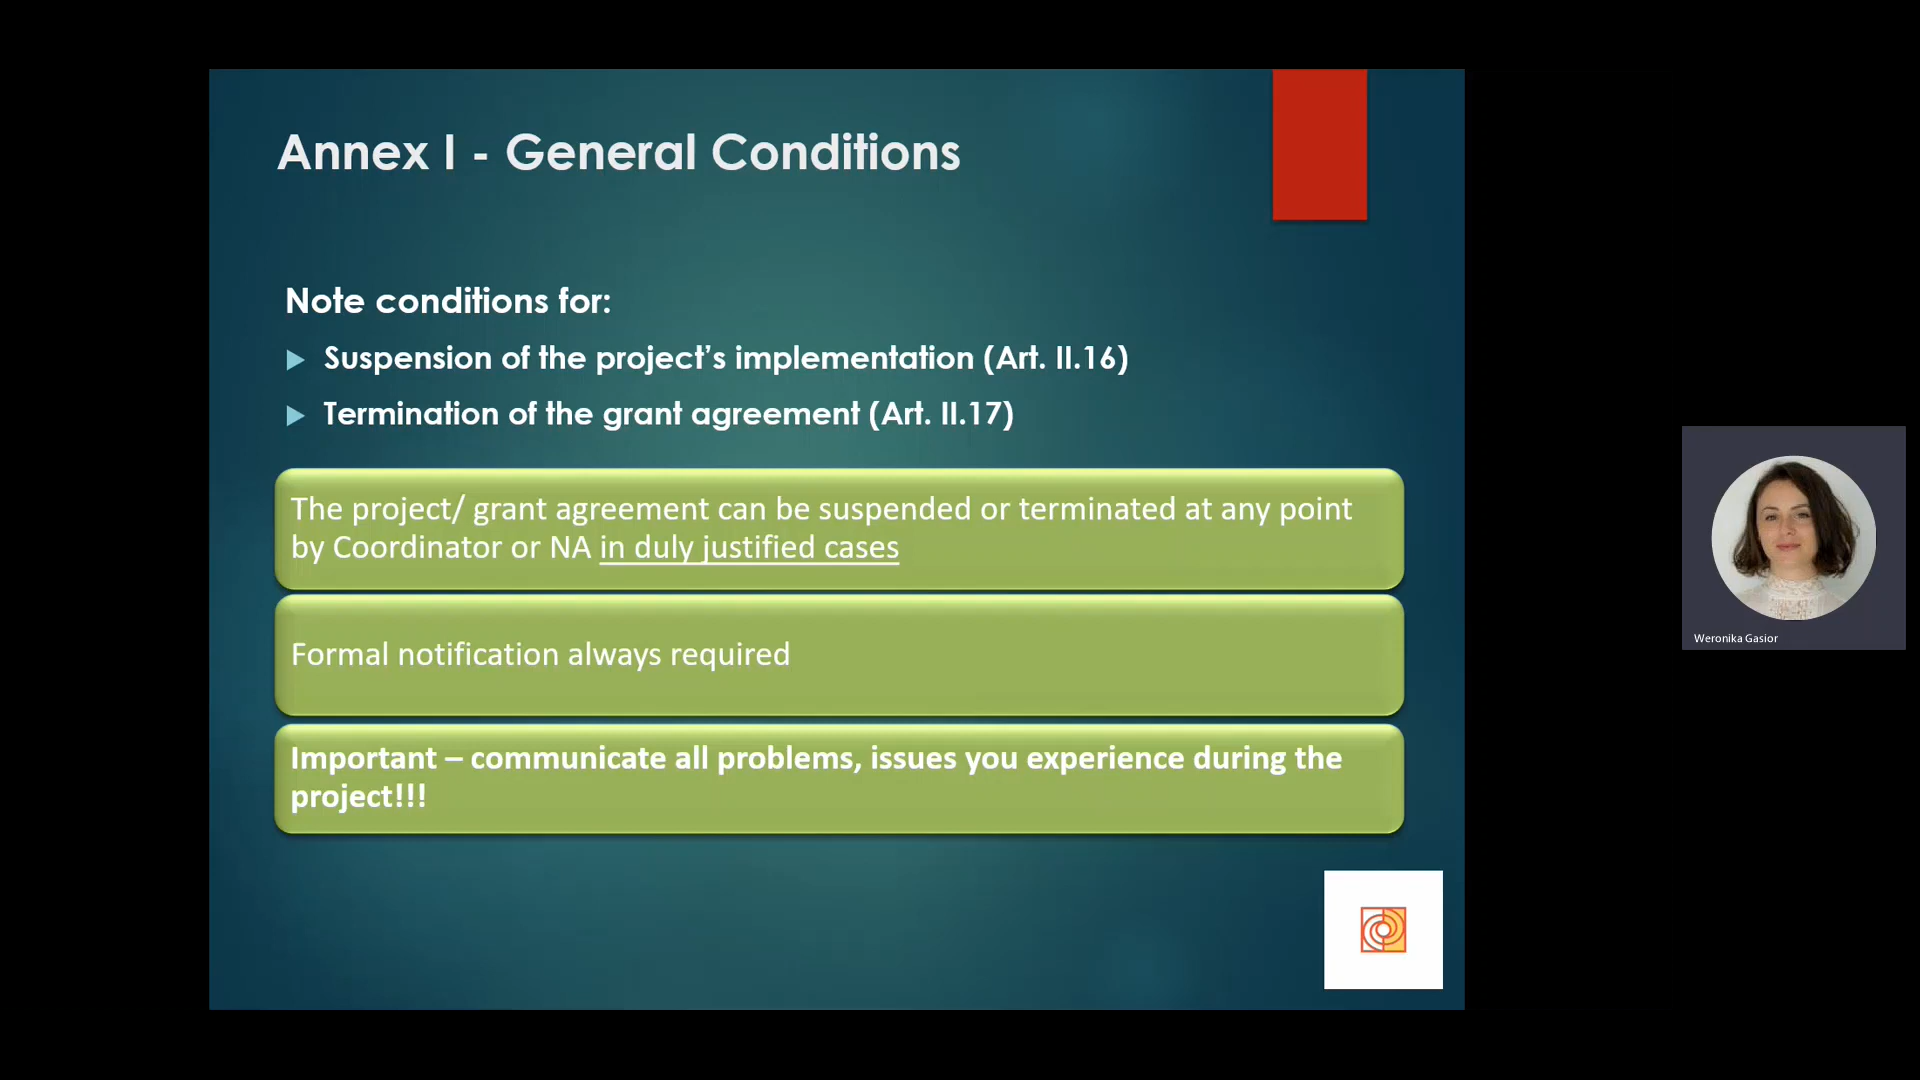 Annex I - General Conditions
Note conditions for:
Suspension of the project’s implementation (Art. II.16)
Termination of the grant agreement (Art. II.17)
The project/ grant agreement can be suspended or terminated at any point
by Coordinator or NA in duly justified cases
Formal notification always required
Important – communicate all problems, issues you experience during the
project!!!
Weronika Gasior